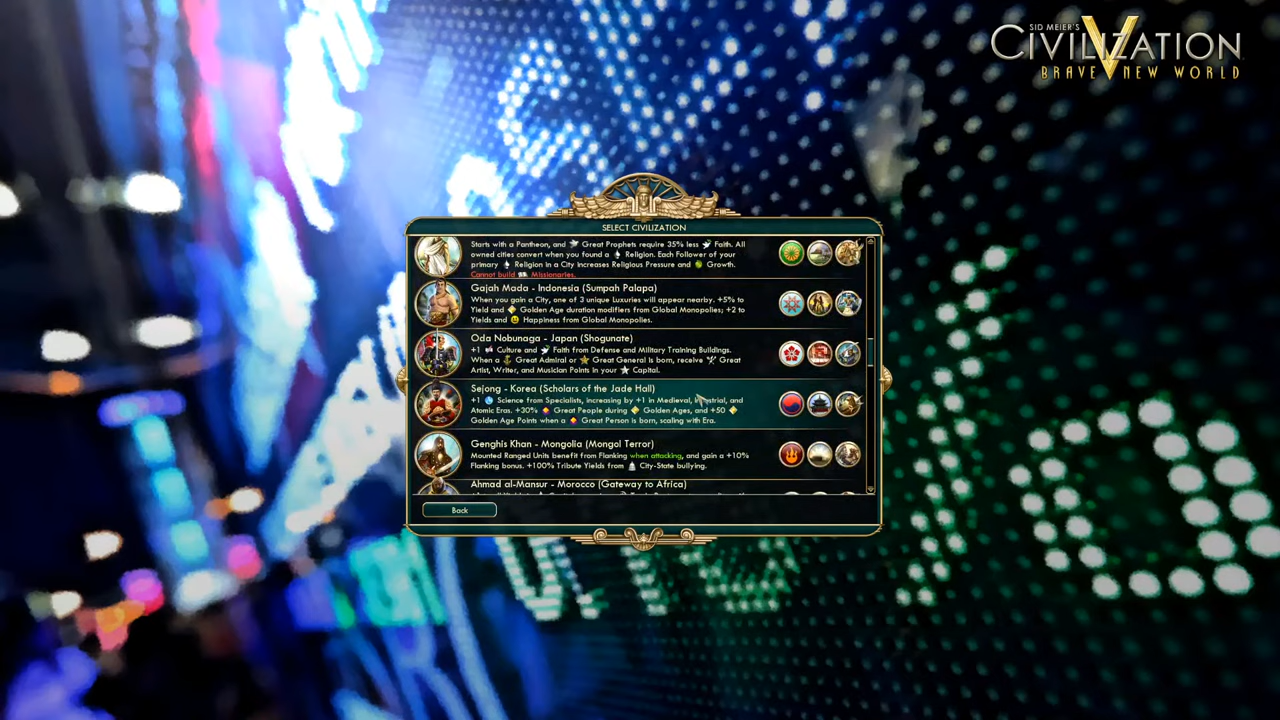 SID MEIER'S
CIVILIZATION
V
BRAVE NEW WORLD
SELECT CIVILIZATION
Starts with a Pantheon, and Great Prophets require 35% less Faith. All
owned cities convert when you found a Religion. Each Follower of your
primary Religion in a City increases Religious Pressure and Growth.
Cannot build Missionaries.
Gajah Mada - Indonesia (Sumpah Palapa)
When you gain a City, one of 3 unique Luxuries will appear nearby. +5% to
Yield and Golden Age duration modifiers from Global Monopolies; +2 to
Yields and Happiness from Global Monopolies.
Oda Nobunaga - Japan (Shogunate)
+1 Culture and Faith from Defense and Military Training Buildings.
When a Great Admiral or Great General is born, receive Great
Artist, Writer, and Musician Points in your Capital.
Sejong - Korea (Scholars of the Jade Hall)
+1 Science from Specialists, increasing by +1 in Medieval, Industrial, and
Atomic Eras. +30% Great People during Golden Ages, and +50
Golden Age Points when a Great Person is born, scaling with Era.
Genghis Khan - Mongolia (Mongol Terror)
Mounted Ranged Units benefit from Flanking when attacking, and gain a +10%
Flanking bonus. +100% Tribute Yields from City-State bullying.
Ahmad al-Mansur - Morocco (Gateway to Africa)
Back